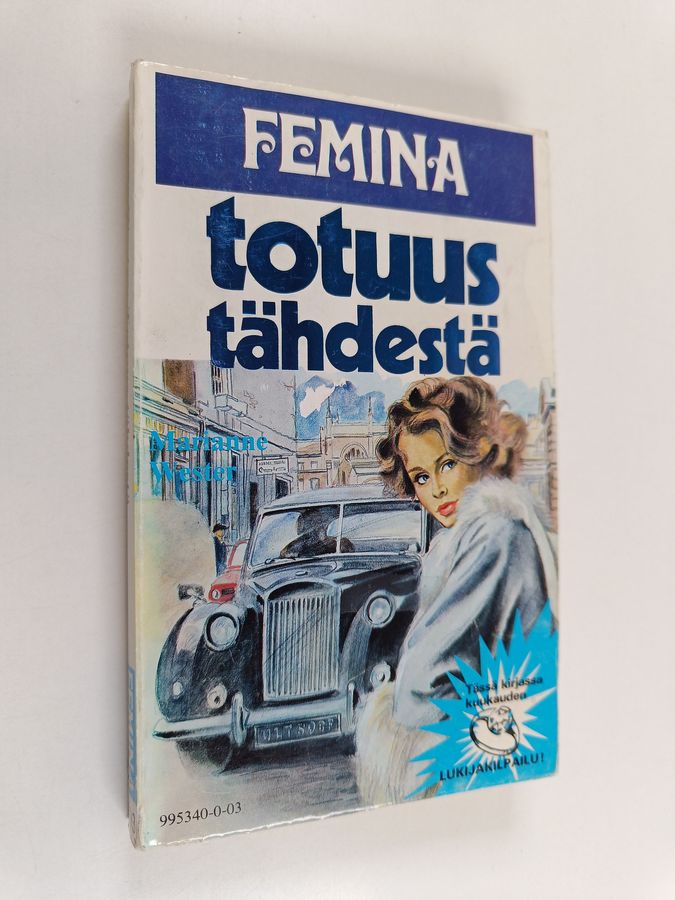 FEMINA
totuus
tähdestä
Marianne
Wester
Tässä kirjassa
kuukauden
LUKIJAKILPAILU!
995340-0-03